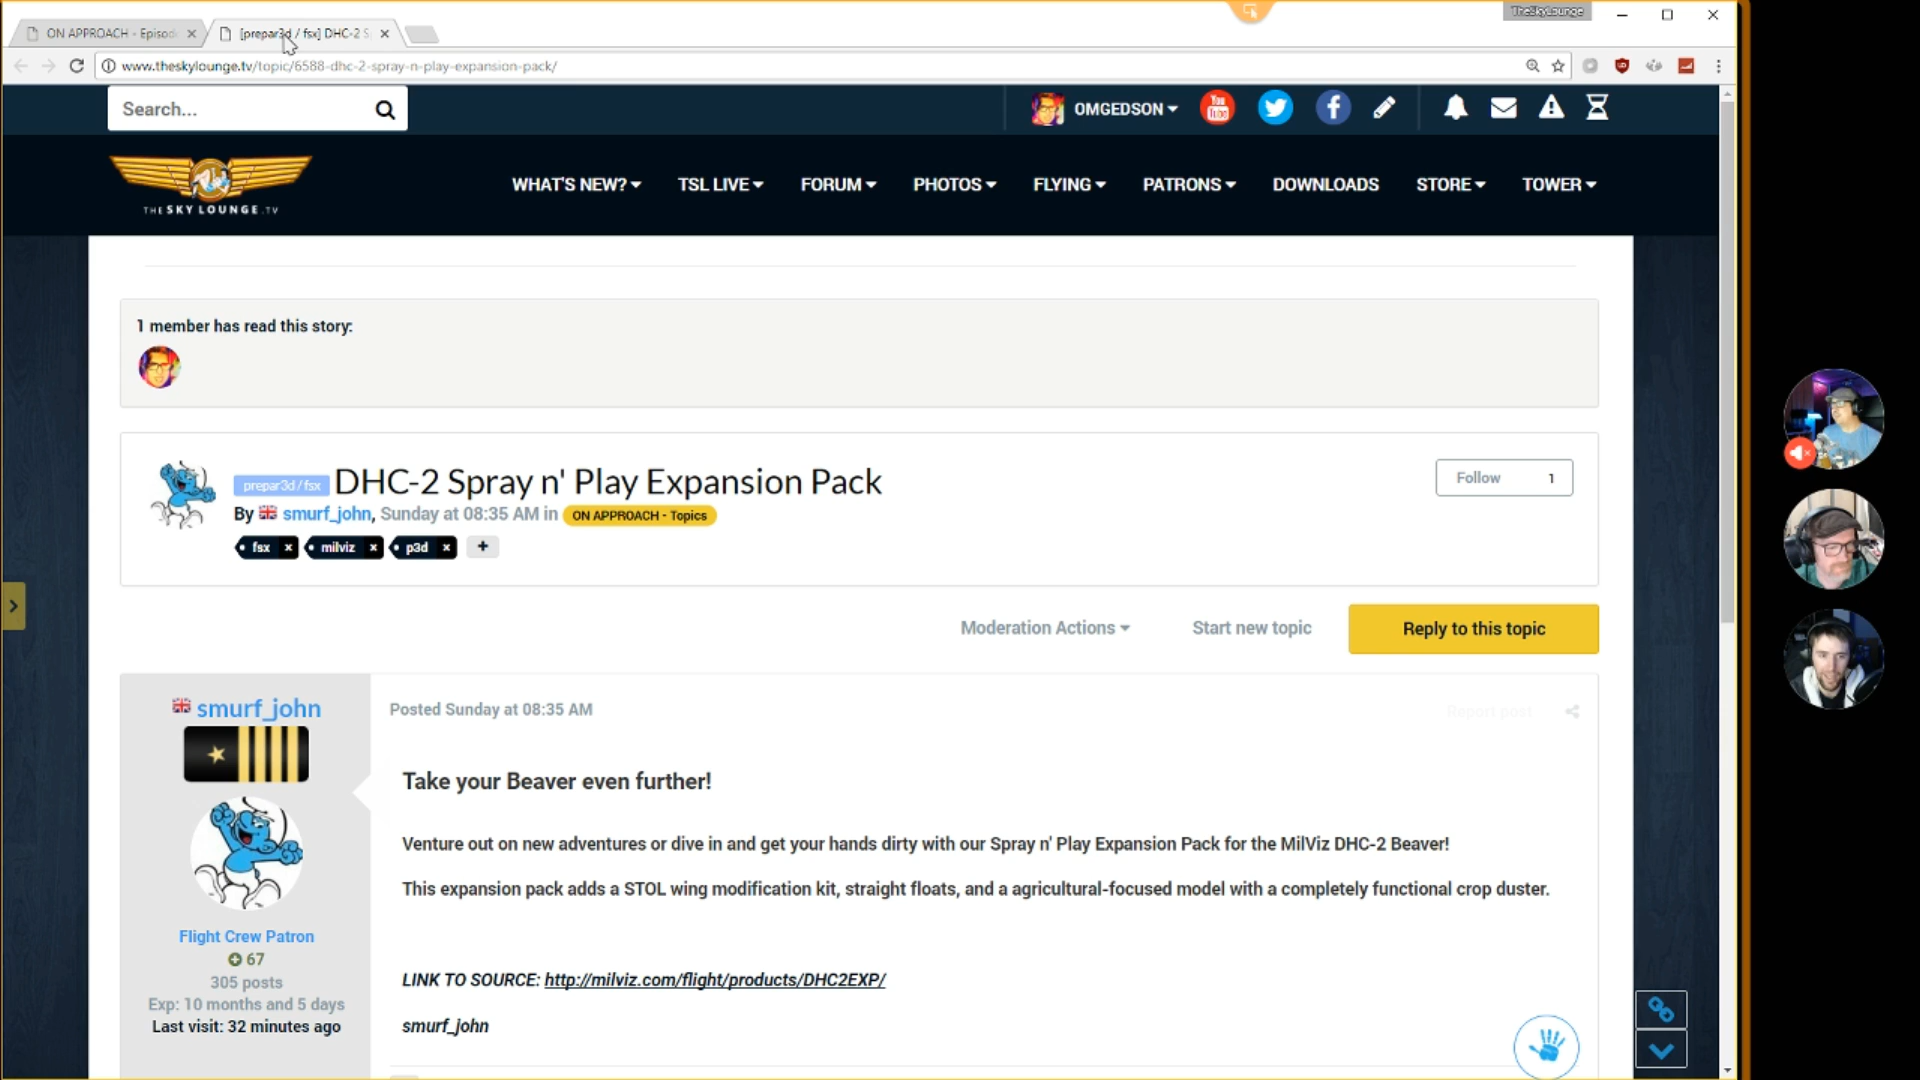 TheSkyLounge
ON APPROACH - Episod
[prepar3d / fsx] DHC-2 S
www.theskylounge.tv/topic/6588-dhc-2-spray-n-play-expansion-pack/
Search...
OMGEDSON
You Tube
THE SKY LOUNGE.TV
WHAT'S NEW? TSL LIVE FORUM PHOTOS FLYING PATRONS DOWNLOADS STORE TOWER
1 member has read this story:
prepar3d / fsx DHC-2 Spray n' Play Expansion Pack
Follow 1
By smurf_john, Sunday at 08:35 AM in ON APPROACH - Topics
fsx × milviz × p3d × +
Moderation Actions Start new topic Reply to this topic
smurf_john
Posted Sunday at 08:35 AM
Report post
Take your Beaver even further!
Venture out on new adventures or dive in and get your hands dirty with our Spray n' Play Expansion Pack for the MilViz DHC-2 Beaver!
This expansion pack adds a STOL wing modification kit, straight floats, and a agricultural-focused model with a completely functional crop duster.
Flight Crew Patron
67
305 posts
Exp: 10 months and 5 days
Last visit: 32 minutes ago
LINK TO SOURCE: http://milviz.com/flight/products/DHC2EXP/
smurf_john